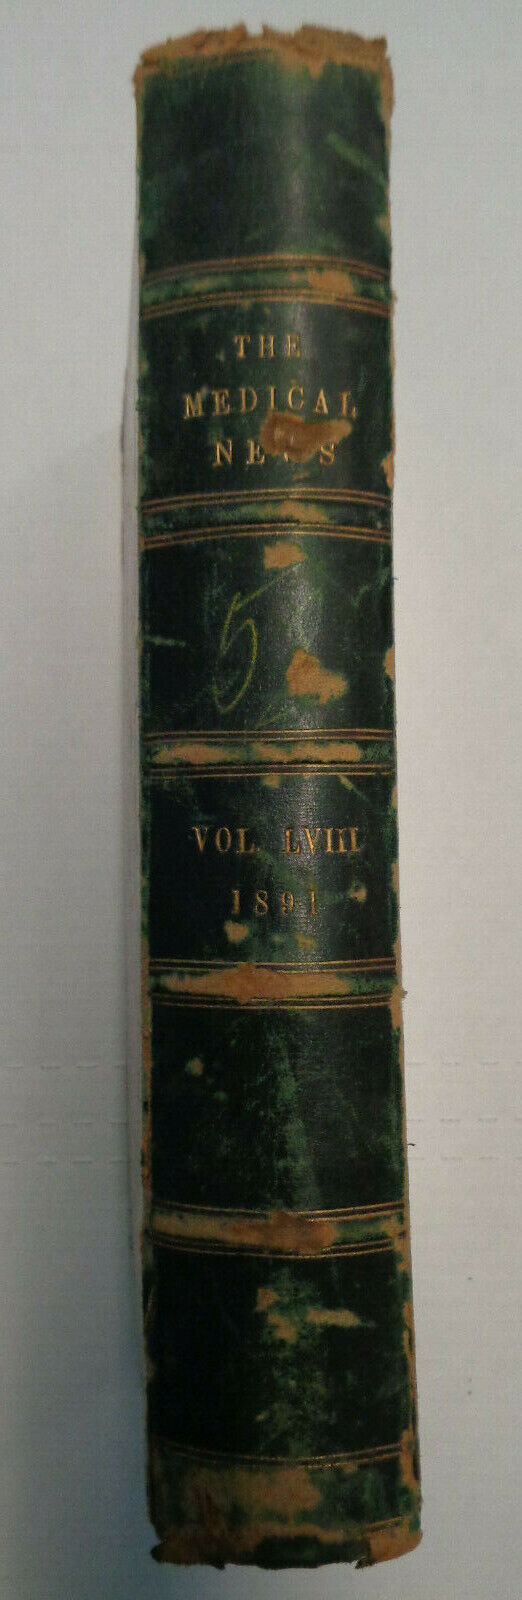 THE
MEDICAL
NEWS
5
VOL. LVIII
1891